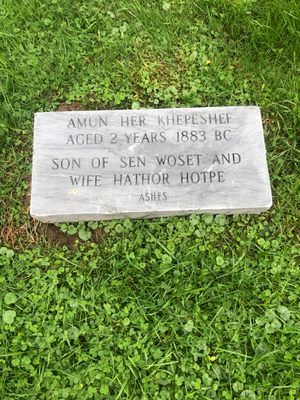 AMUN HER KHEPESHEF
AGED 2 YEARS 1883 BC
SON OF SEN WOSET AND
WIFE HATHOR HOTPE
ASHES